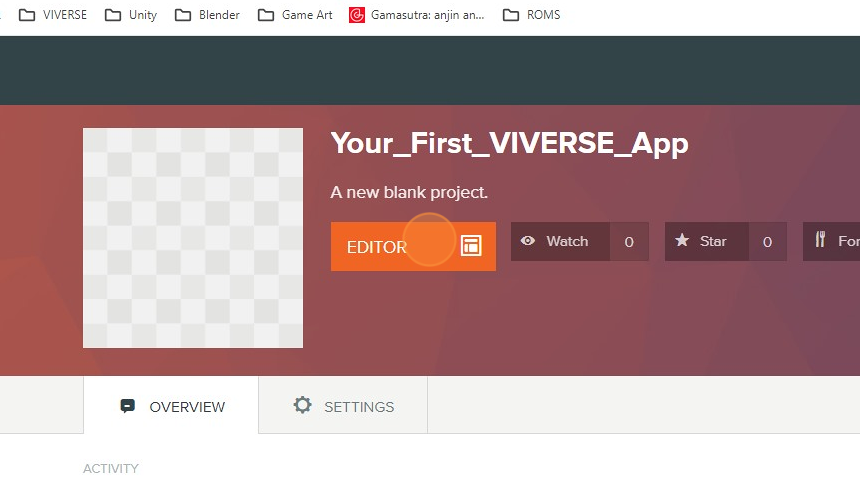 VIVERSE Unity Blender Game Art Gamasutra: anjin an... ROMS
Your_First_VIVERSE_App
A new blank project.
EDITOR Watch 0 Star 0 For
OVERVIEW SETTINGS
ACTIVITY